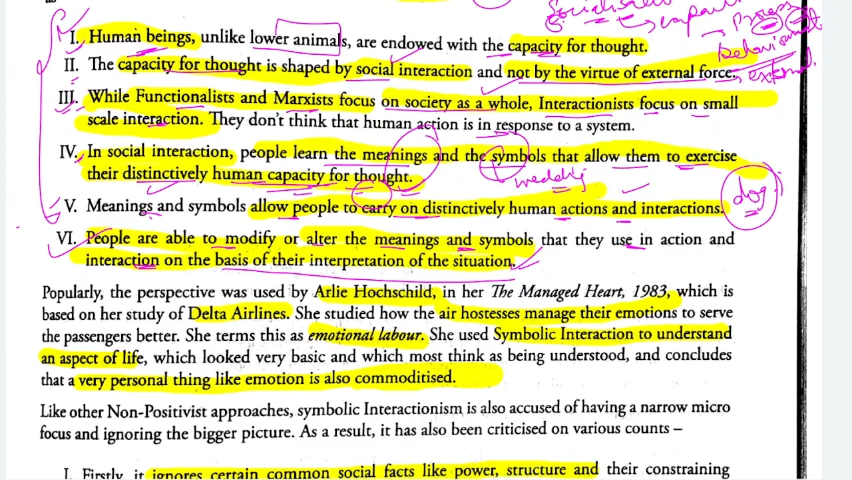 Socialisation
I. Human beings, unlike lower animals, are endowed with the capacity for thought.
II. The capacity for thought is shaped by social interaction and not by the virtue of external force.
external
III. While Functionalists and Marxists focus on society as a whole, Interactionists focus on small
scale interaction. They don't think that human action is in response to a system.
IV. In social interaction, people learn the meanings and the symbols that allow them to exercise
their distinctively human capacity for thought.
wedding
dog
V. Meanings and symbols allow people to carry on distinctively human actions and interactions.
VI. People are able to modify or alter the meanings and symbols that they use in action and
interaction on the basis of their interpretation of the situation.
Popularly, the perspective was used by Arlie Hochschild, in her The Managed Heart, 1983, which is
based on her study of Delta Airlines. She studied how the air hostesses manage their emotions to serve
the passengers better. She terms this as emotional labour. She used Symbolic Interaction to understand
an aspect of life, which looked very basic and which most think as being understood, and concludes
that a very personal thing like emotion is also commoditised.
Like other Non-Positivist approaches, symbolic Interactionism is also accused of having a narrow micro
focus and ignoring the bigger picture. As a result, it has also been criticised on various counts –
I. Firstly it ignores certain common social facts like power, structure and their constraining